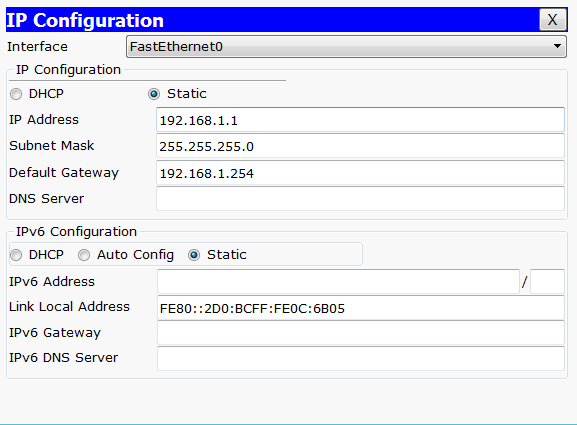 IP Configuration X
Interface FastEthernet0
IP Configuration
DHCP Static
IP Address 192.168.1.1
Subnet Mask 255.255.255.0
Default Gateway 192.168.1.254
DNS Server
IPv6 Configuration
DHCP Auto Config Static
IPv6 Address /
Link Local Address FE80::2D0:BCFF:FE0C:6B05
IPv6 Gateway
IPv6 DNS Server